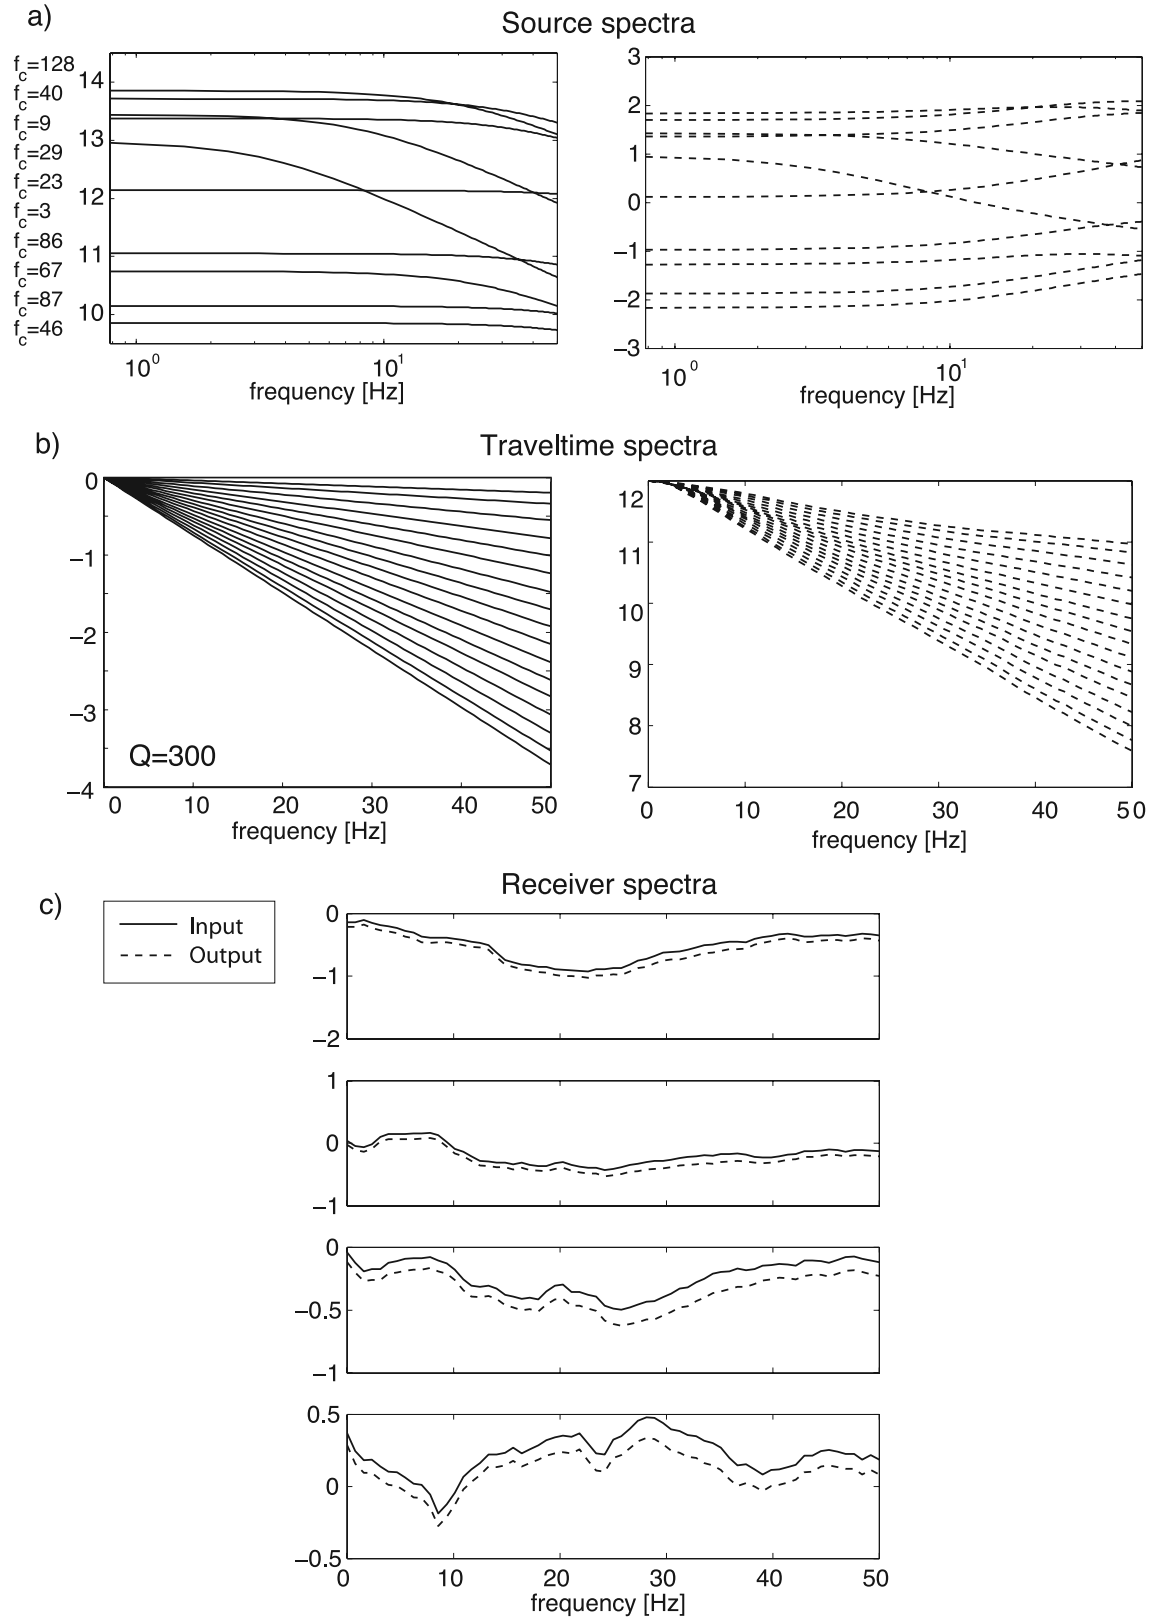 a)
Source spectra
f_c=128
f_c=40
f_c=9
f_c=29
f_c=23
f_c=3
f_c=86
f_c=67
f_c=87
f_c=46
14
13
12
11
10
10^0
10^1
frequency [Hz]
3
2
1
0
−1
−2
−3
10^0
10^1
frequency [Hz]
b)
Traveltime spectra
0
−1
−2
−3
−4
Q=300
0 10 20 30 40 50
frequency [Hz]
12
11
10
9
8
7
0 10 20 30 40 50
frequency [Hz]
c)
Receiver spectra
Input
Output
0
−1
−2
1
0
−1
0
−0.5
−1
0.5
0
−0.5
0 10 20 30 40 50
frequency [Hz]